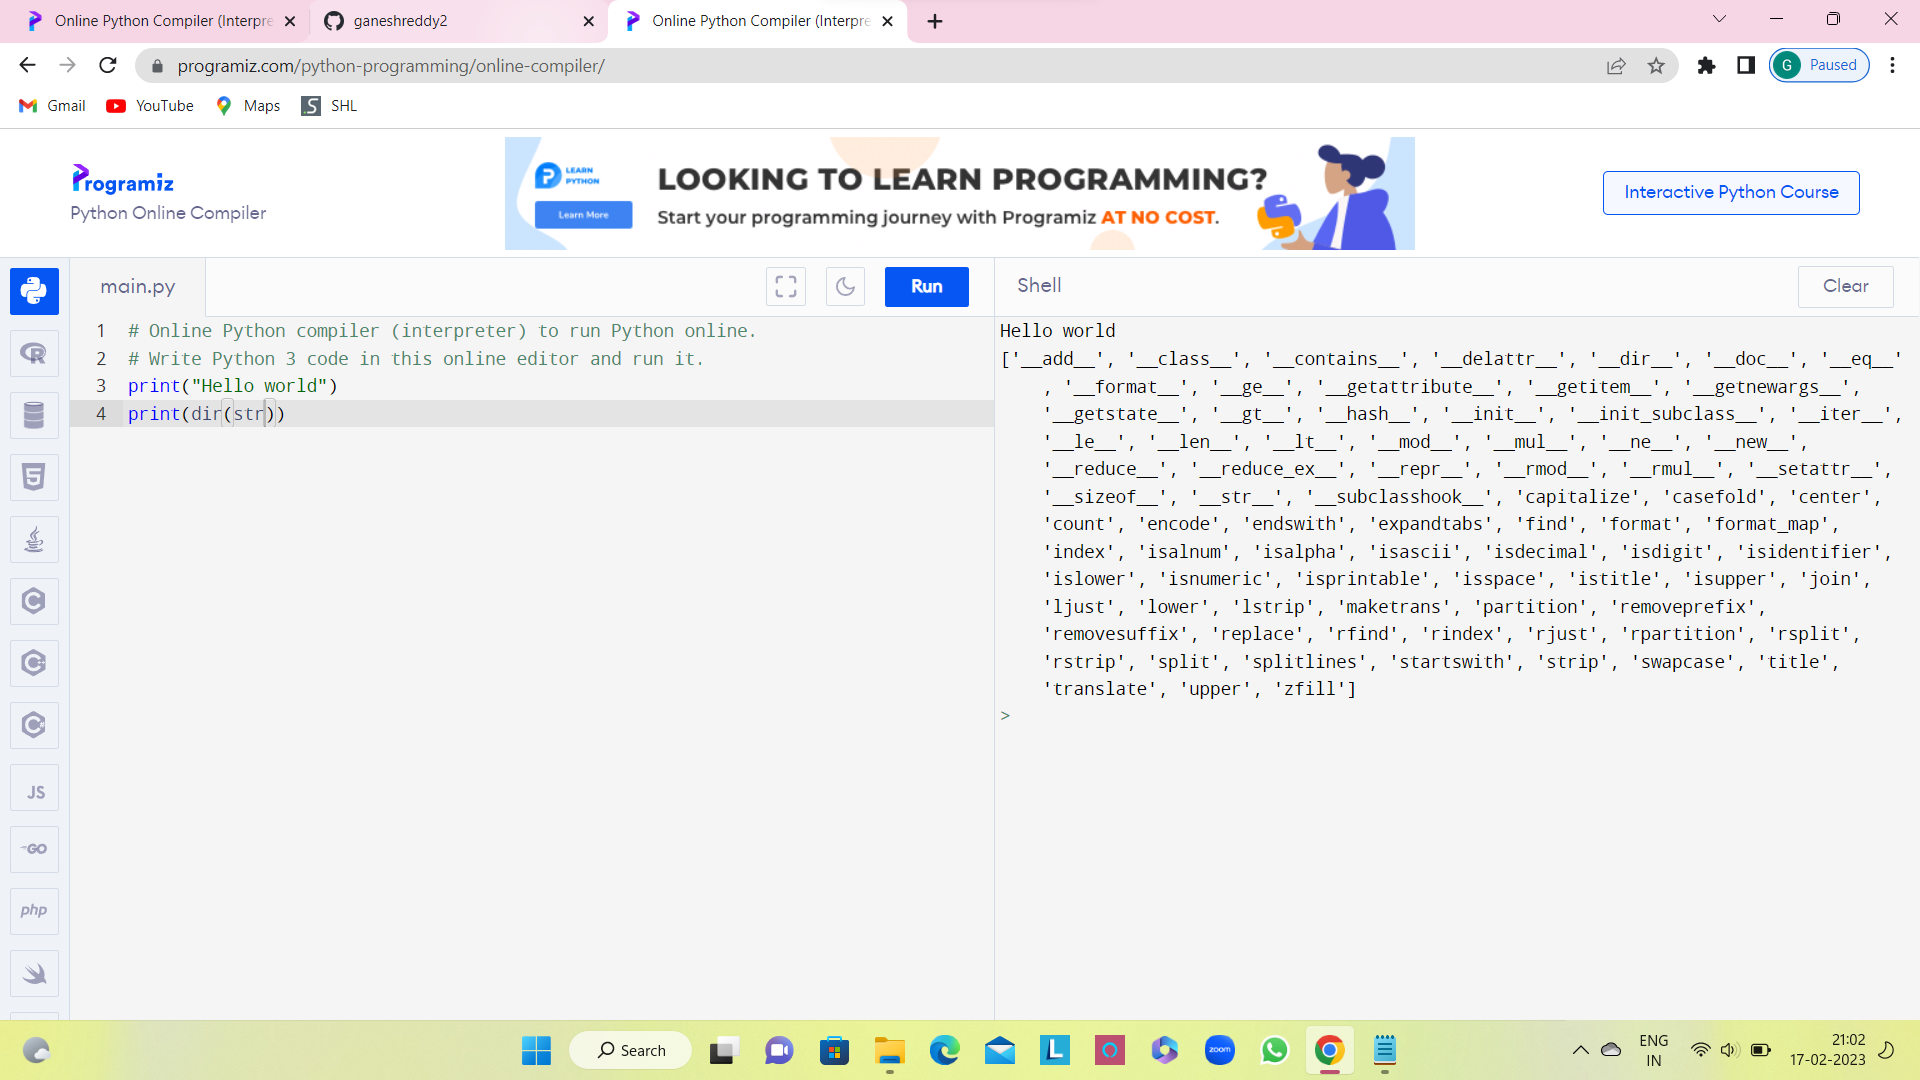 Online Python Compiler (Interpre
ganeshreddy2
Online Python Compiler (Interpre
programiz.com/python-programming/online-compiler/
G Paused
Gmail YouTube Maps SHL
Programiz
Python Online Compiler
LEARN PYTHON
Learn More
LOOKING TO LEARN PROGRAMMING?
Start your programming journey with Programiz AT NO COST.
Interactive Python Course
main.py
Run
Shell
Clear
1 # Online Python compiler (interpreter) to run Python online.
2 # Write Python 3 code in this online editor and run it.
3 print("Hello world")
4 print(dir(str))
Hello world
['__add__', '__class__', '__contains__', '__delattr__', '__dir__', '__doc__', '__eq__'
, '__format__', '__ge__', '__getattribute__', '__getitem__', '__getnewargs__',
'__getstate__', '__gt__', '__hash__', '__init__', '__init_subclass__', '__iter__',
'__le__', '__len__', '__lt__', '__mod__', '__mul__', '__ne__', '__new__',
'__reduce__', '__reduce_ex__', '__repr__', '__rmod__', '__rmul__', '__setattr__',
'__sizeof__', '__str__', '__subclasshook__', 'capitalize', 'casefold', 'center',
'count', 'encode', 'endswith', 'expandtabs', 'find', 'format', 'format_map',
'index', 'isalnum', 'isalpha', 'isascii', 'isdecimal', 'isdigit', 'isidentifier',
'islower', 'isnumeric', 'isprintable', 'isspace', 'istitle', 'isupper', 'join',
'ljust', 'lower', 'lstrip', 'maketrans', 'partition', 'removeprefix',
'removesuffix', 'replace', 'rfind', 'rindex', 'rjust', 'rpartition', 'rsplit',
'rstrip', 'split', 'splitlines', 'startswith', 'strip', 'swapcase', 'title',
'translate', 'upper', 'zfill']
>
R
5
C
C
C
JS
GO
php
Search
L
zoom
ENG
IN
21:02
17-02-2023